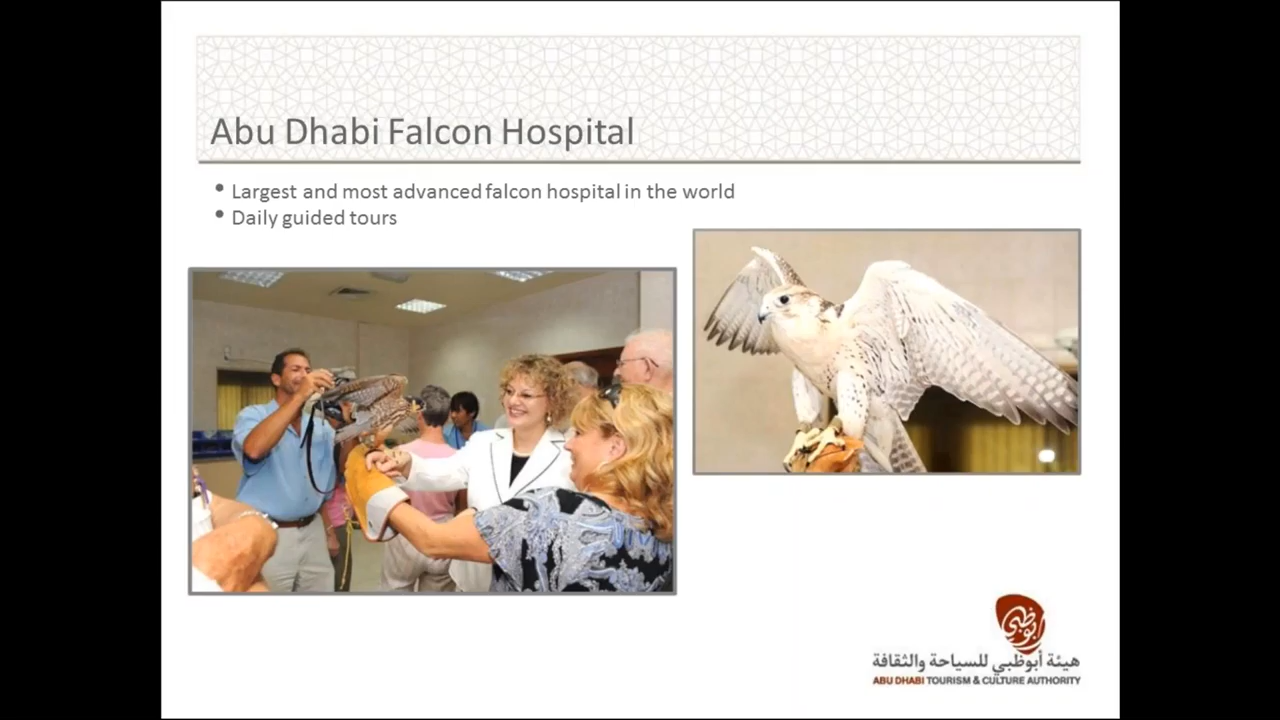 Abu Dhabi Falcon Hospital
• Largest and most advanced falcon hospital in the world
• Daily guided tours
أبوظبي
هيئة أبوظبي للسياحة والثقافة
ABU DHABI TOURISM & CULTURE AUTHORITY